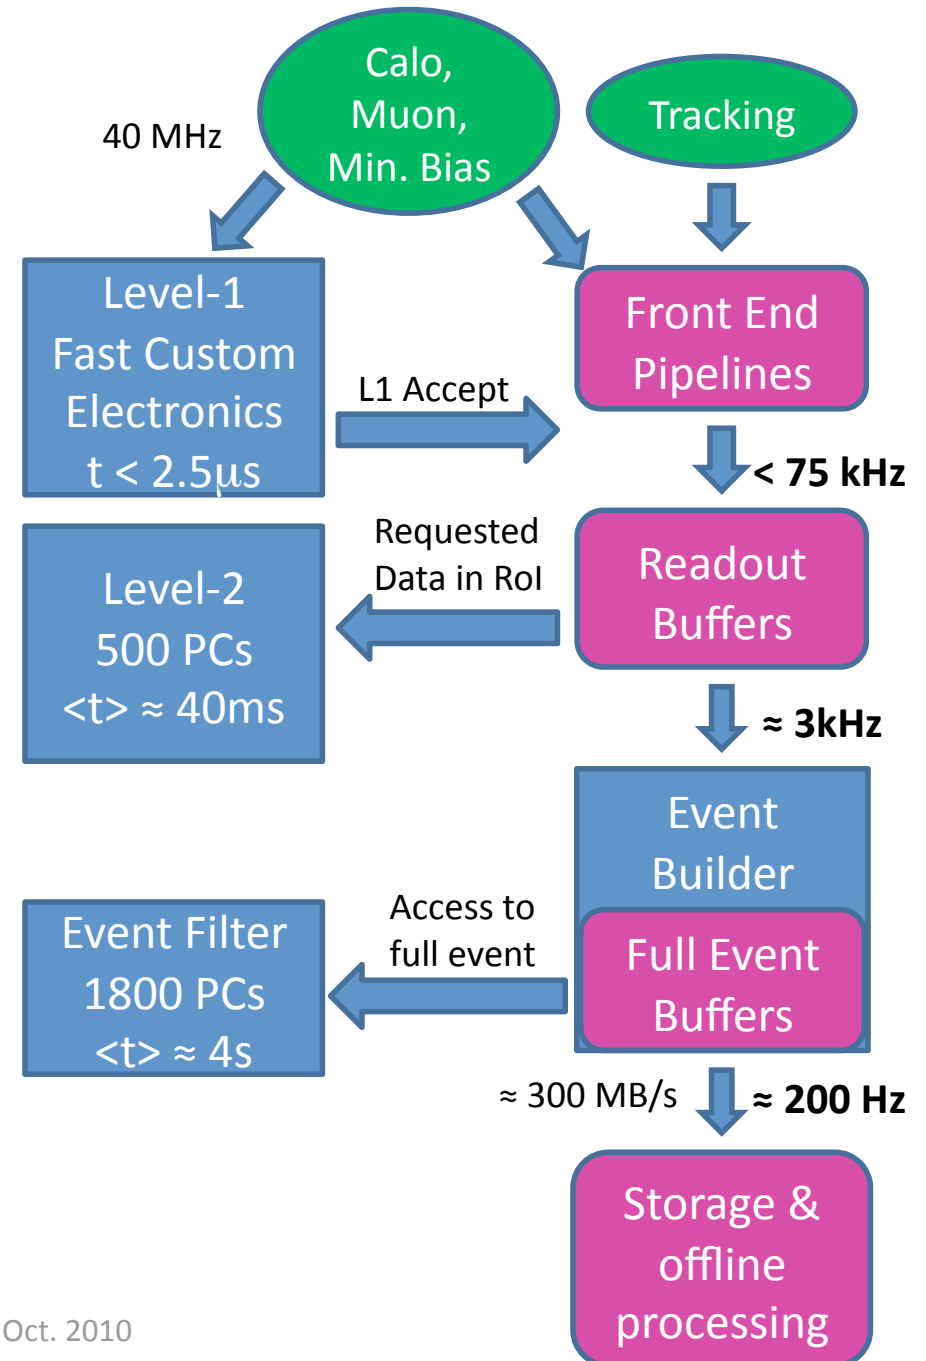 Calo,
Muon,
Min. Bias
Tracking
40 MHz
Level-1
Fast Custom
Electronics
t < 2.5μs
L1 Accept
Front End
Pipelines
< 75 kHz
Requested
Data in RoI
Readout
Buffers
Level-2
500 PCs
<t> ≈ 40ms
≈ 3kHz
Event
Builder
Access to
full event
Full Event
Buffers
Event Filter
1800 PCs
<t> ≈ 4s
≈ 300 MB/s
≈ 200 Hz
Storage &
offline
processing
Oct. 2010